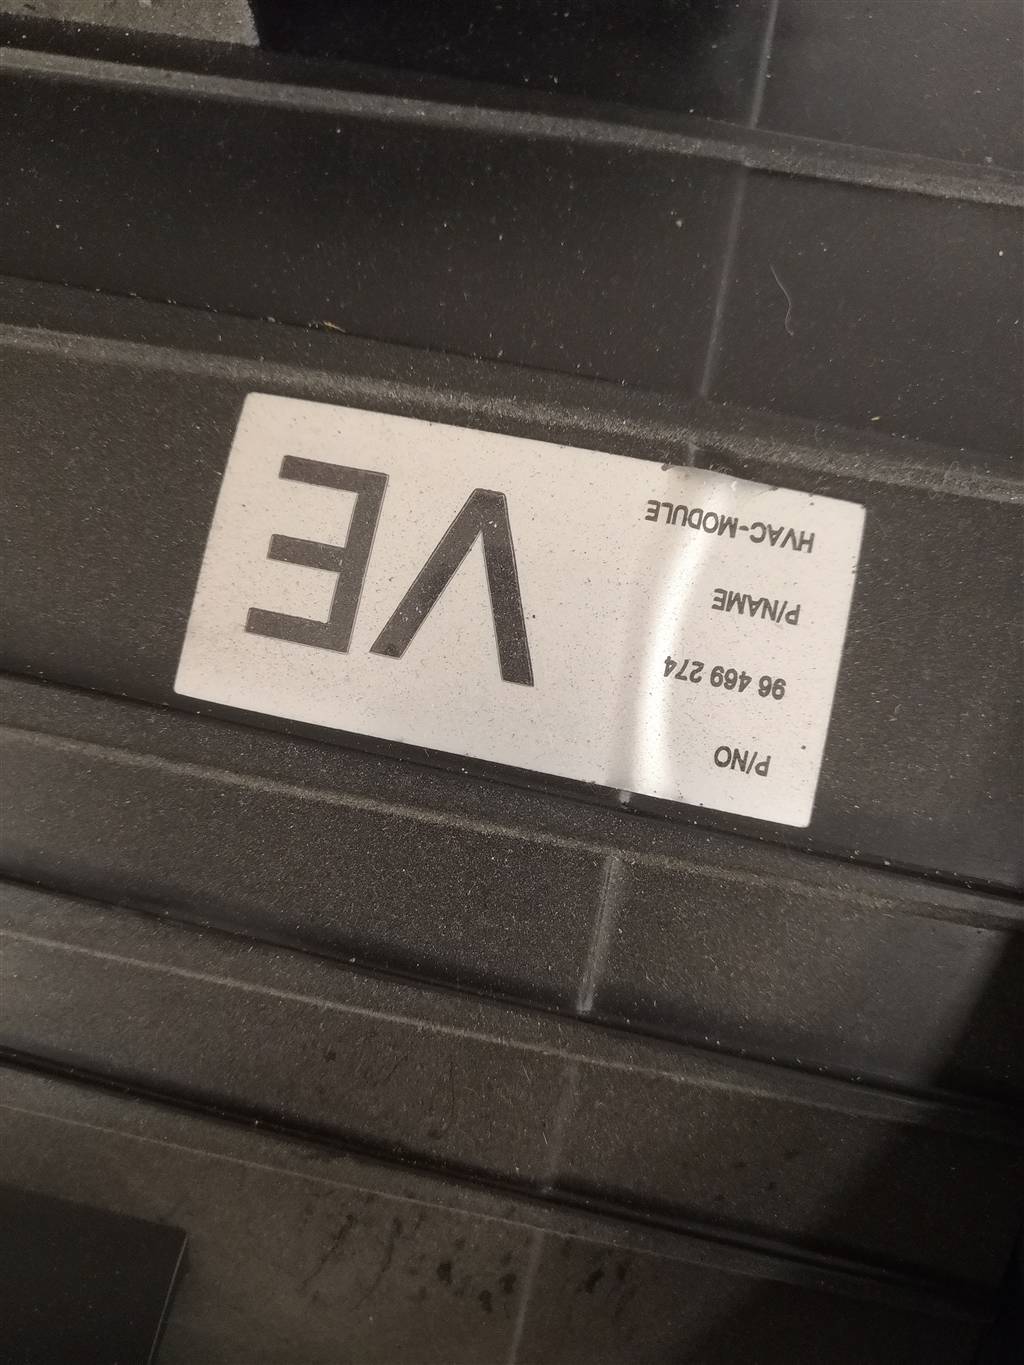 P/NO
96 469 274
P/NAME
HVAC-MODULE
VE